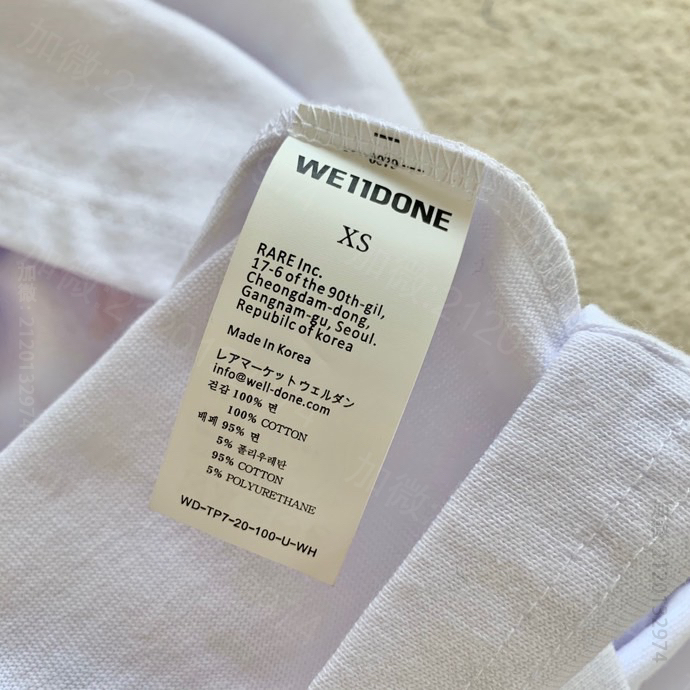 WE11DONE
XS
RARE Inc.
17-6 of the 90th-gil,
Cheongdam-dong,
Gangnam-gu, Seoul.
Republic of korea
Made In Korea
レアマーケットウェルダン
info@well-done.com
겉감 100% 면
100% COTTON
배폐 95% 면
5% 폴리우레탄
95% COTTON
5% POLYURETHANE
WD-TP7-20-100-U-WH